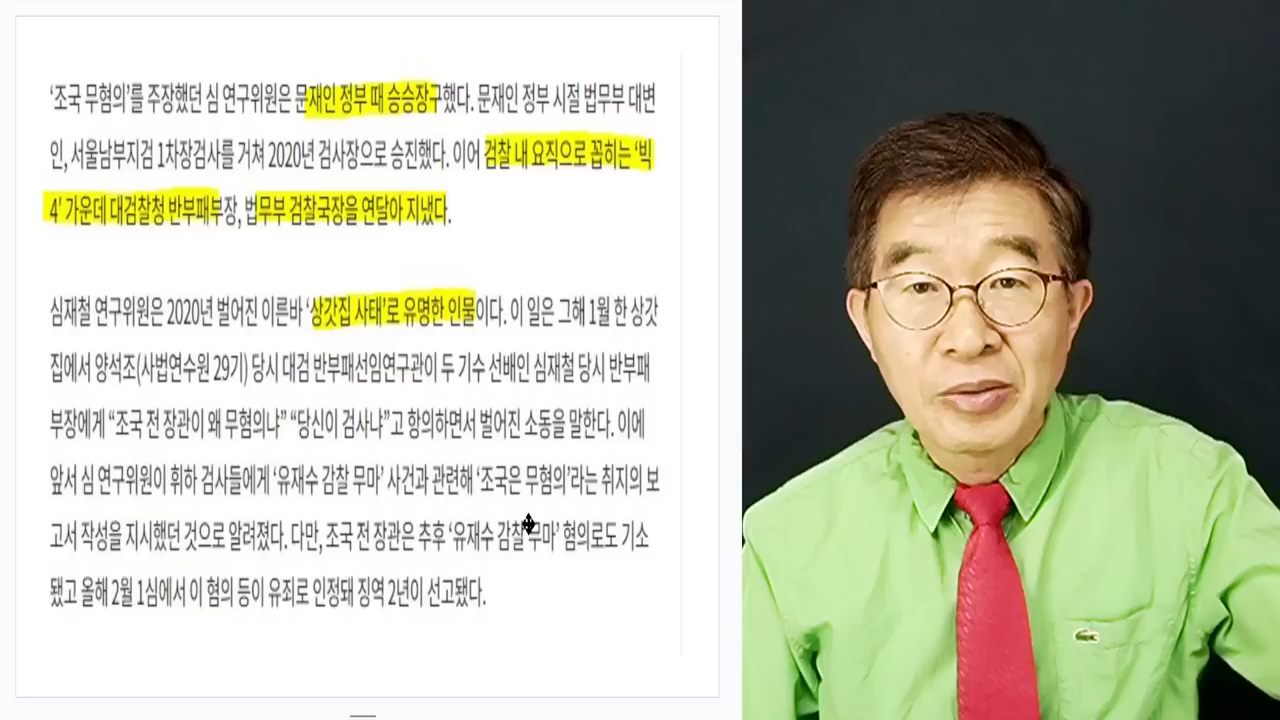 ‘조국 무혐의’를 주장했던 심 연구위원은 문재인 정부 때 승승장구했다. 문재인 정부 시절 법무부 대변
인, 서울남부지검 1차장검사를 거쳐 2020년 검사장으로 승진했다. 이어 검찰 내 요직으로 꼽히는 ‘빅
4’ 가운데 대검찰청 반부패부장, 법무부 검찰국장을 연달아 지냈다.
심재철 연구위원은 2020년 벌어진 이른바 ‘상갓집 사태’로 유명한 인물이다. 이 일은 그해 1월 한 상갓
집에서 양석조(사법연수원 29기) 당시 대검 반부패선임연구관이 두 기수 선배인 심재철 당시 반부패
부장에게 “조국 전 장관이 왜 무혐의냐” “당신이 검사냐”고 항의하면서 벌어진 소동을 말한다. 이에
앞서 심 연구위원이 휘하 검사들에게 ‘유재수 감찰 무마’ 사건과 관련해 ‘조국은 무혐의’라는 취지의 보
고서 작성을 지시했던 것으로 알려졌다. 다만, 조국 전 장관은 추후 ‘유재수 감찰 무마’ 혐의로도 기소
됐고 올해 2월 1심에서 이 혐의 등이 유죄로 인정돼 징역 2년이 선고됐다.